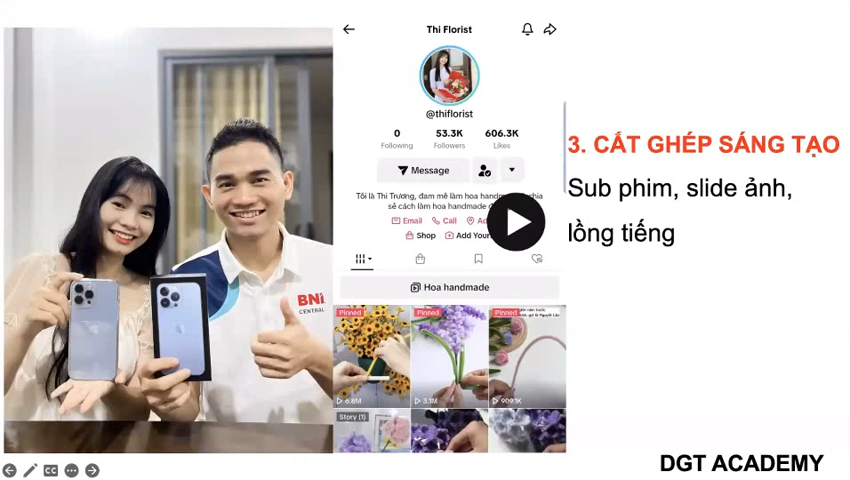 Thi Florist
@thiflorist
0 53.3K 606.3K
Following Followers Likes
Message
Tôi là Thi Trương, đam mê làm hoa handmade
sẻ cách làm hoa handmade
Email Call
Shop Add Your
Hoa handmade
Pinned Pinned Pinned
6.8M 3.1M 909.1K
Story (1)
BNI
CENTRAL
3. CẮT GHÉP SÁNG TẠO
Sub phim, slide ảnh,
lồng tiếng
DGT ACADEMY
CC